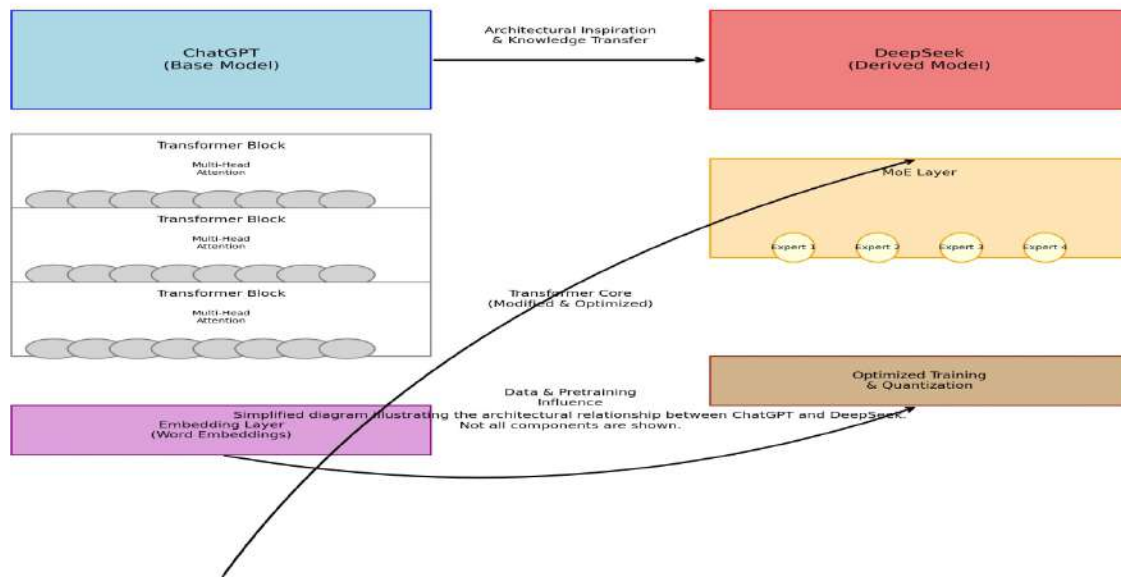 ChatGPT
(Base Model)
Architectural Inspiration
& Knowledge Transfer
DeepSeek
(Derived Model)
Transformer Block
Multi-Head
Attention
Transformer Block
Multi-Head
Attention
Transformer Block
Multi-Head
Attention
MoE Layer
Expert 1
Expert 2
Expert 3
Expert 4
Transformer Core
(Modified & Optimized)
Optimized Training
& Quantization
Data & Pretraining
Influence
Simplified diagram illustrating the architectural relationship between ChatGPT and DeepSeek.
Not all components are shown.
Embedding Layer
(Word Embeddings)